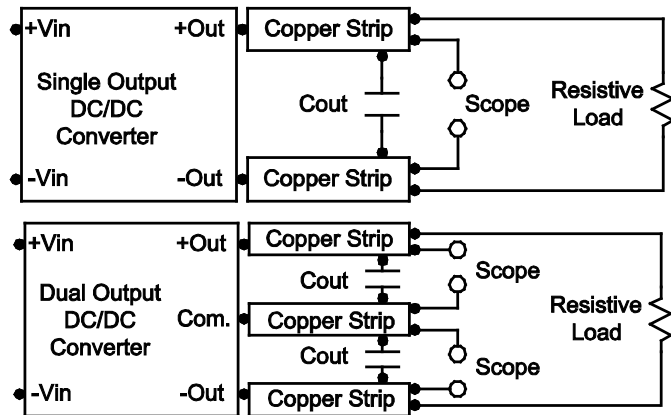 +Vin
+Out
Copper Strip
Single Output
DC/DC
Converter
Cout
Scope
Resistive
Load
-Vin
-Out
Copper Strip
+Vin
+Out
Copper Strip
Cout
Scope
Dual Output
DC/DC
Converter
Com.
Copper Strip
Resistive
Load
Cout
Scope
-Vin
-Out
Copper Strip